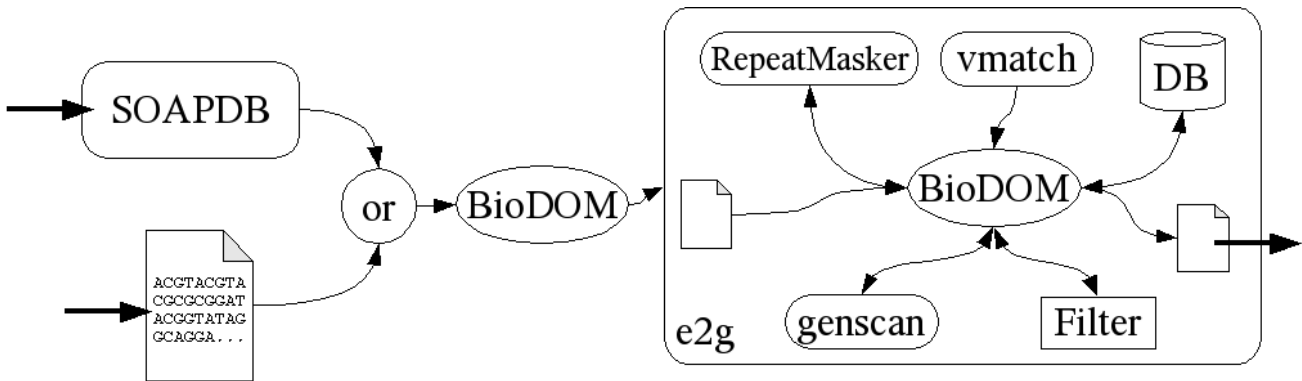 SOAPDB
or
BioDOM
ACGTACGTA
CGCGCGGAT
ACGGTATAG
GCAGGA...
RepeatMasker
vmatch
DB
BioDOM
genscan
Filter
e2g